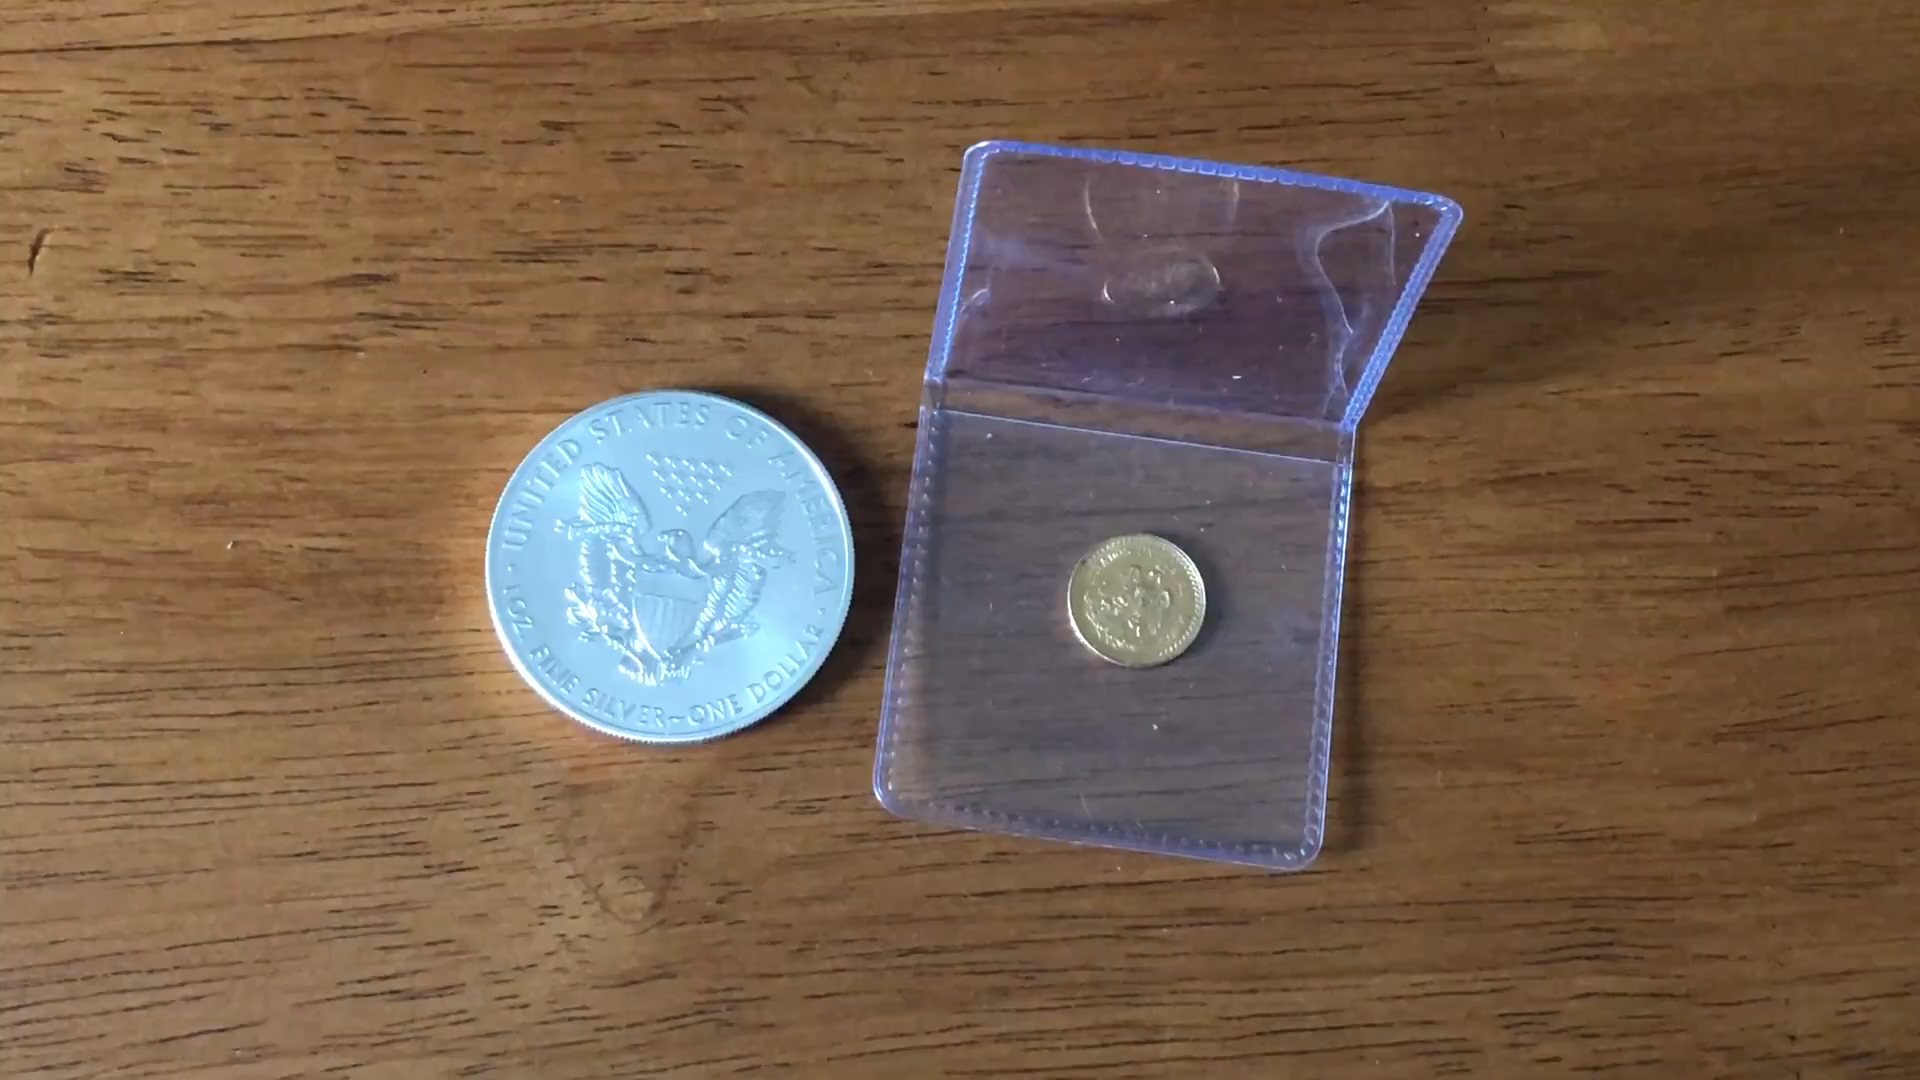 UNITED STATES OF AMERICA
1 OZ. FINE SILVER~ONE DOLLAR